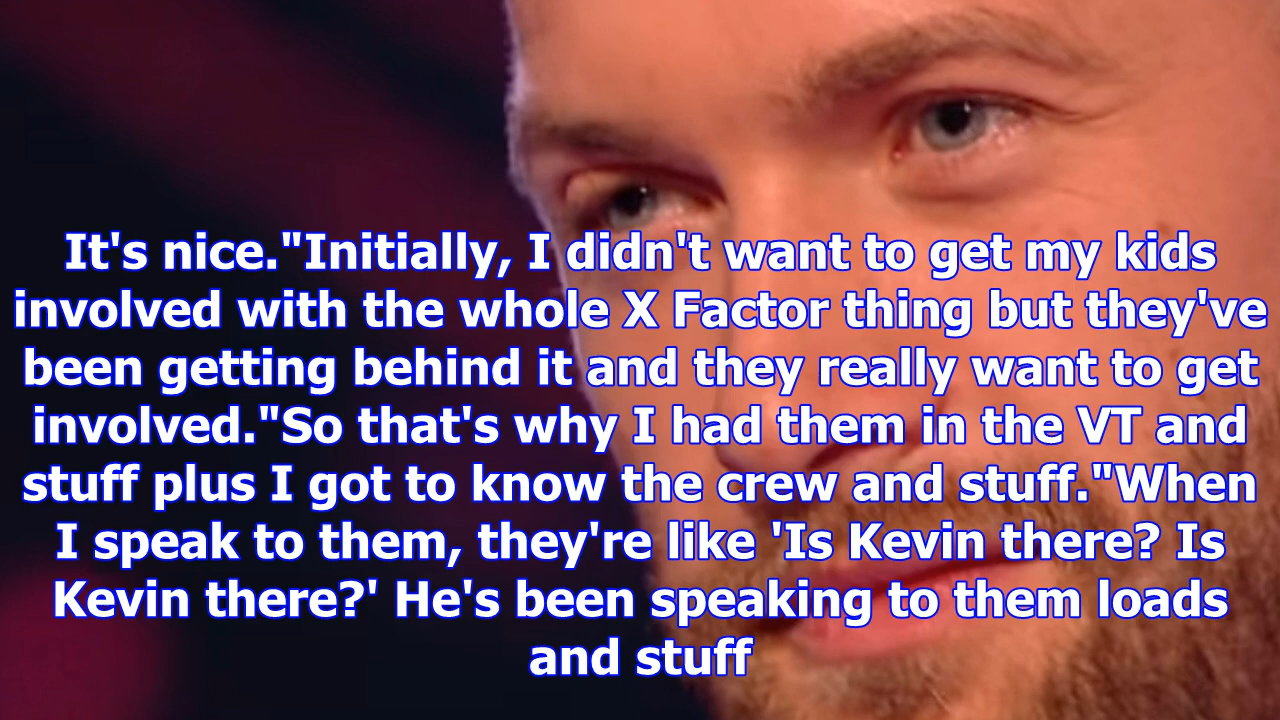 It's nice."Initially, I didn't want to get my kids
involved with the whole X Factor thing but they've
been getting behind it and they really want to get
involved."So that's why I had them in the VT and
stuff plus I got to know the crew and stuff."When
I speak to them, they're like 'Is Kevin there? Is
Kevin there?' He's been speaking to them loads
and stuff